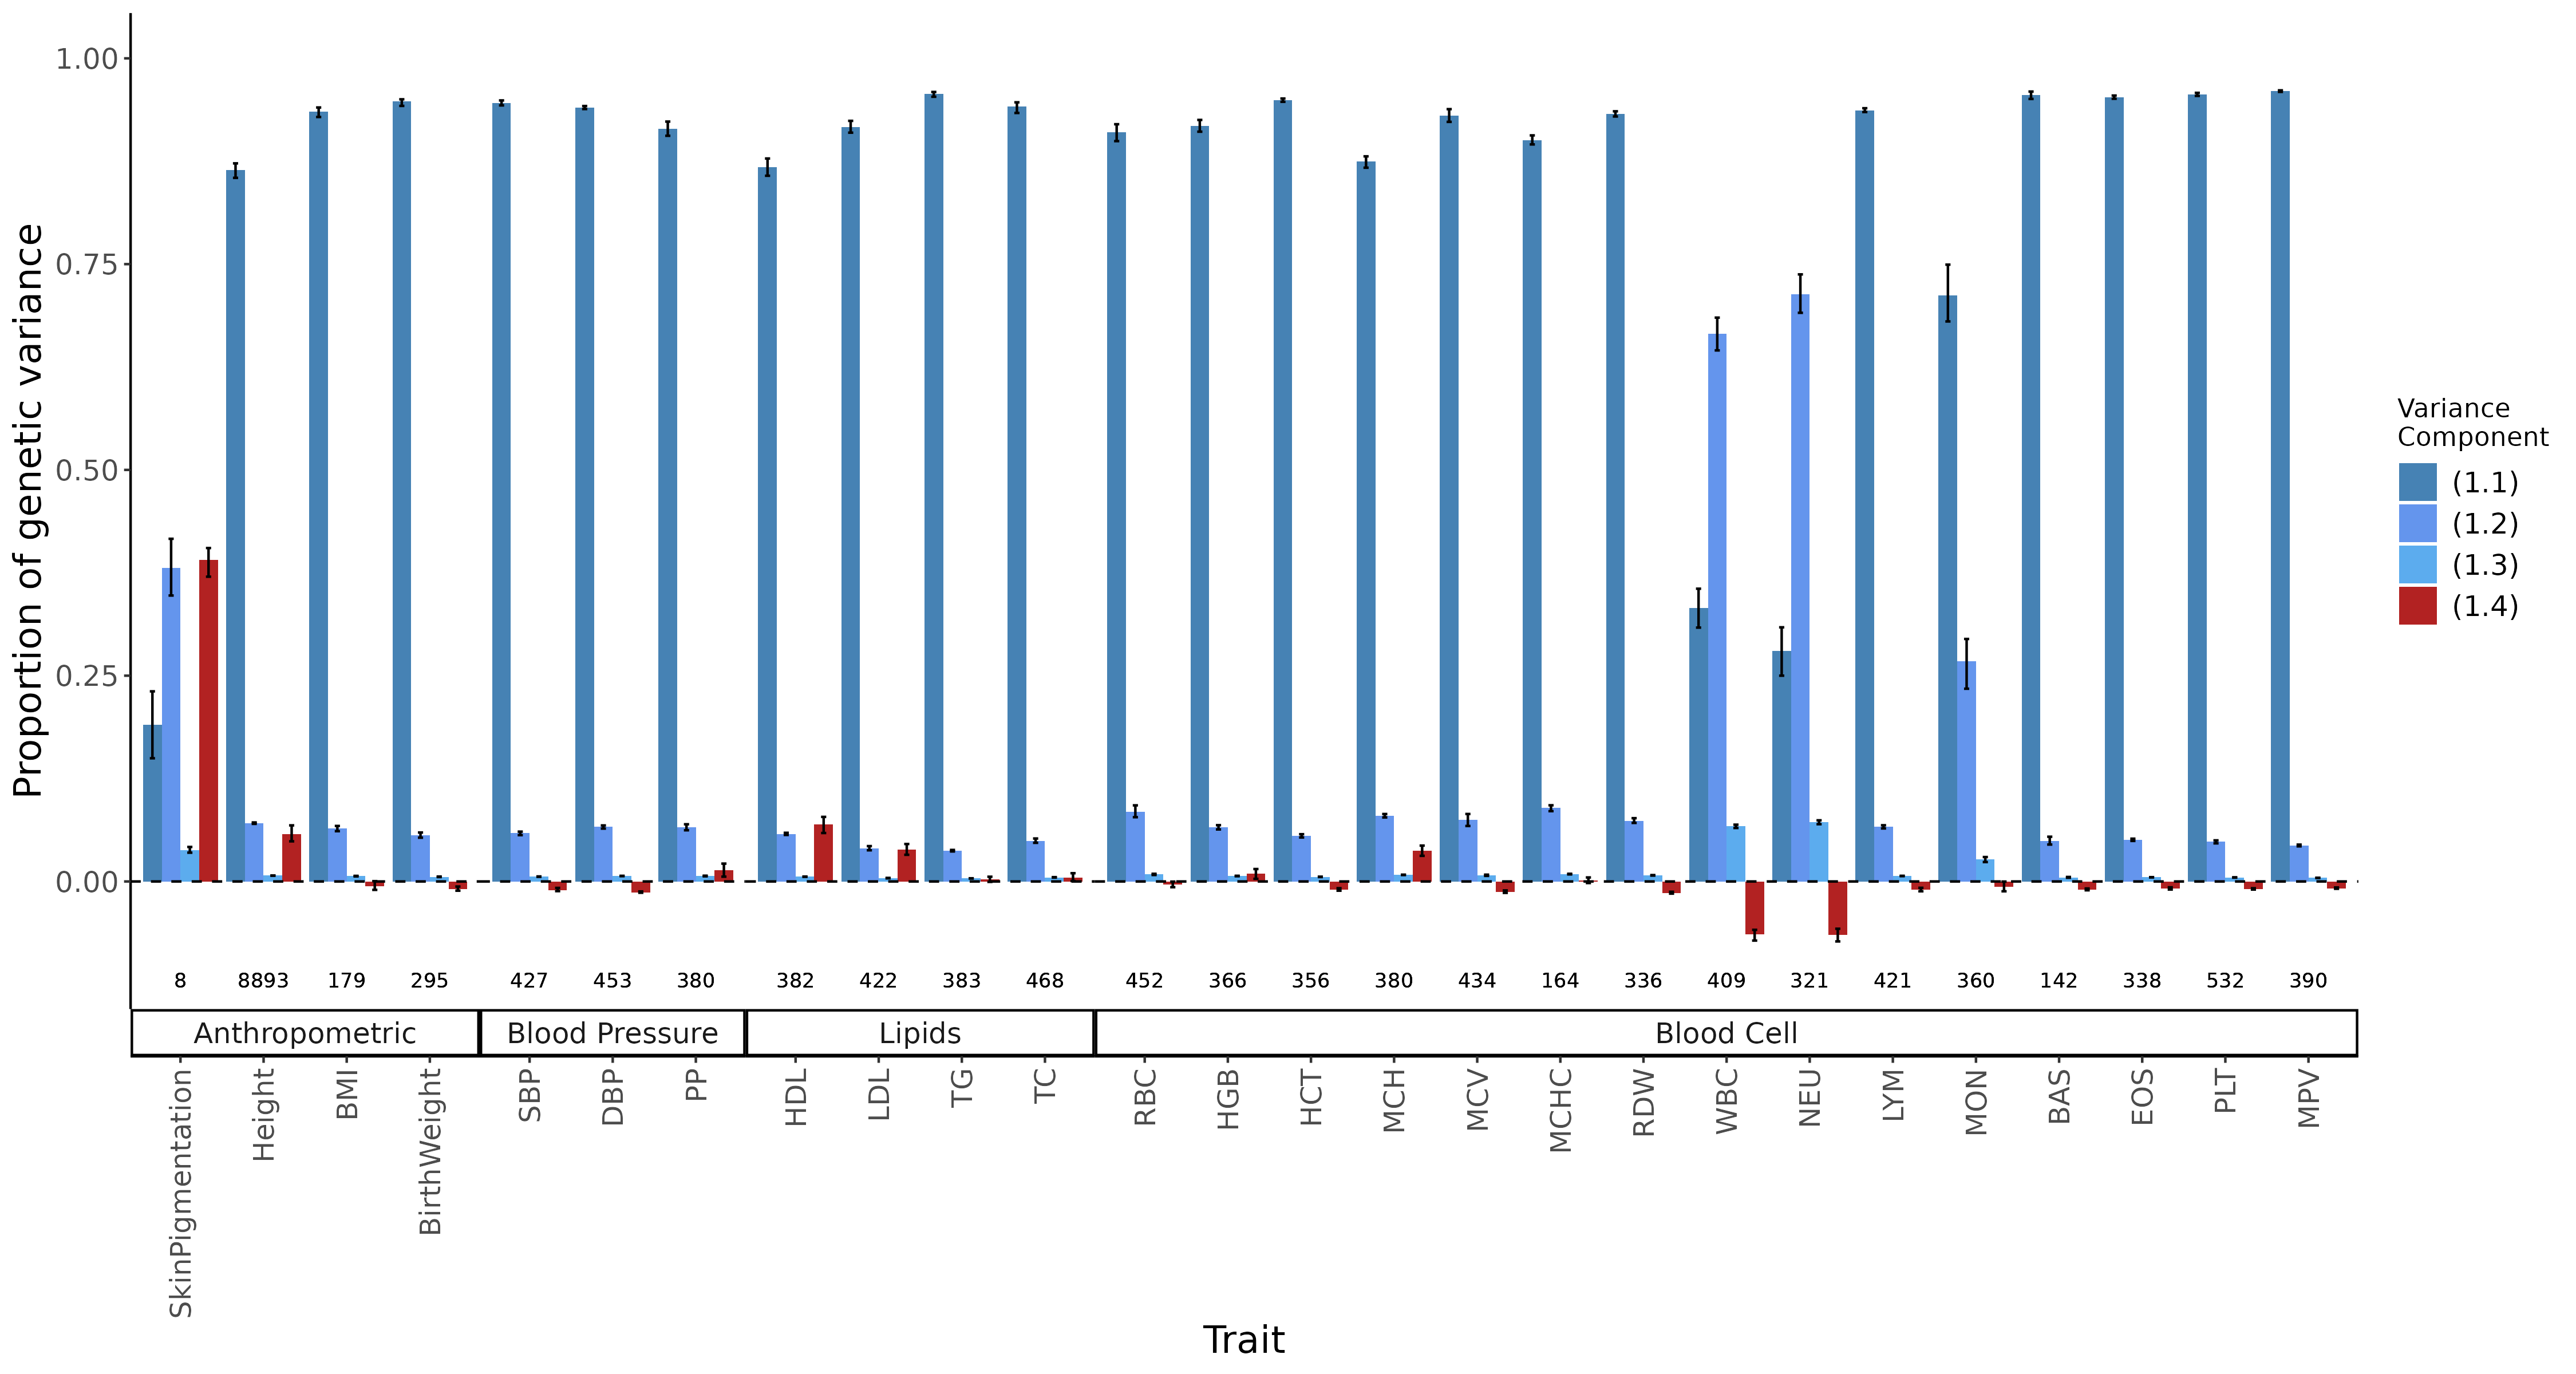 Proportion of genetic variance
1.00
0.75
0.50
0.25
0.00
8 8893 179 295 427 453 380 382 422 383 468 452 366 356 380 434 164 336 409 321 421 360 142 338 532 390
Anthropometric Blood Pressure Lipids Blood Cell
SkinPigmentation Height BMI BirthWeight SBP DBP PP HDL LDL TG TC RBC HGB HCT MCH MCV MCHC RDW WBC NEU LYM MON BAS EOS PLT MPV
Trait
Variance
Component
(1.1)
(1.2)
(1.3)
(1.4)